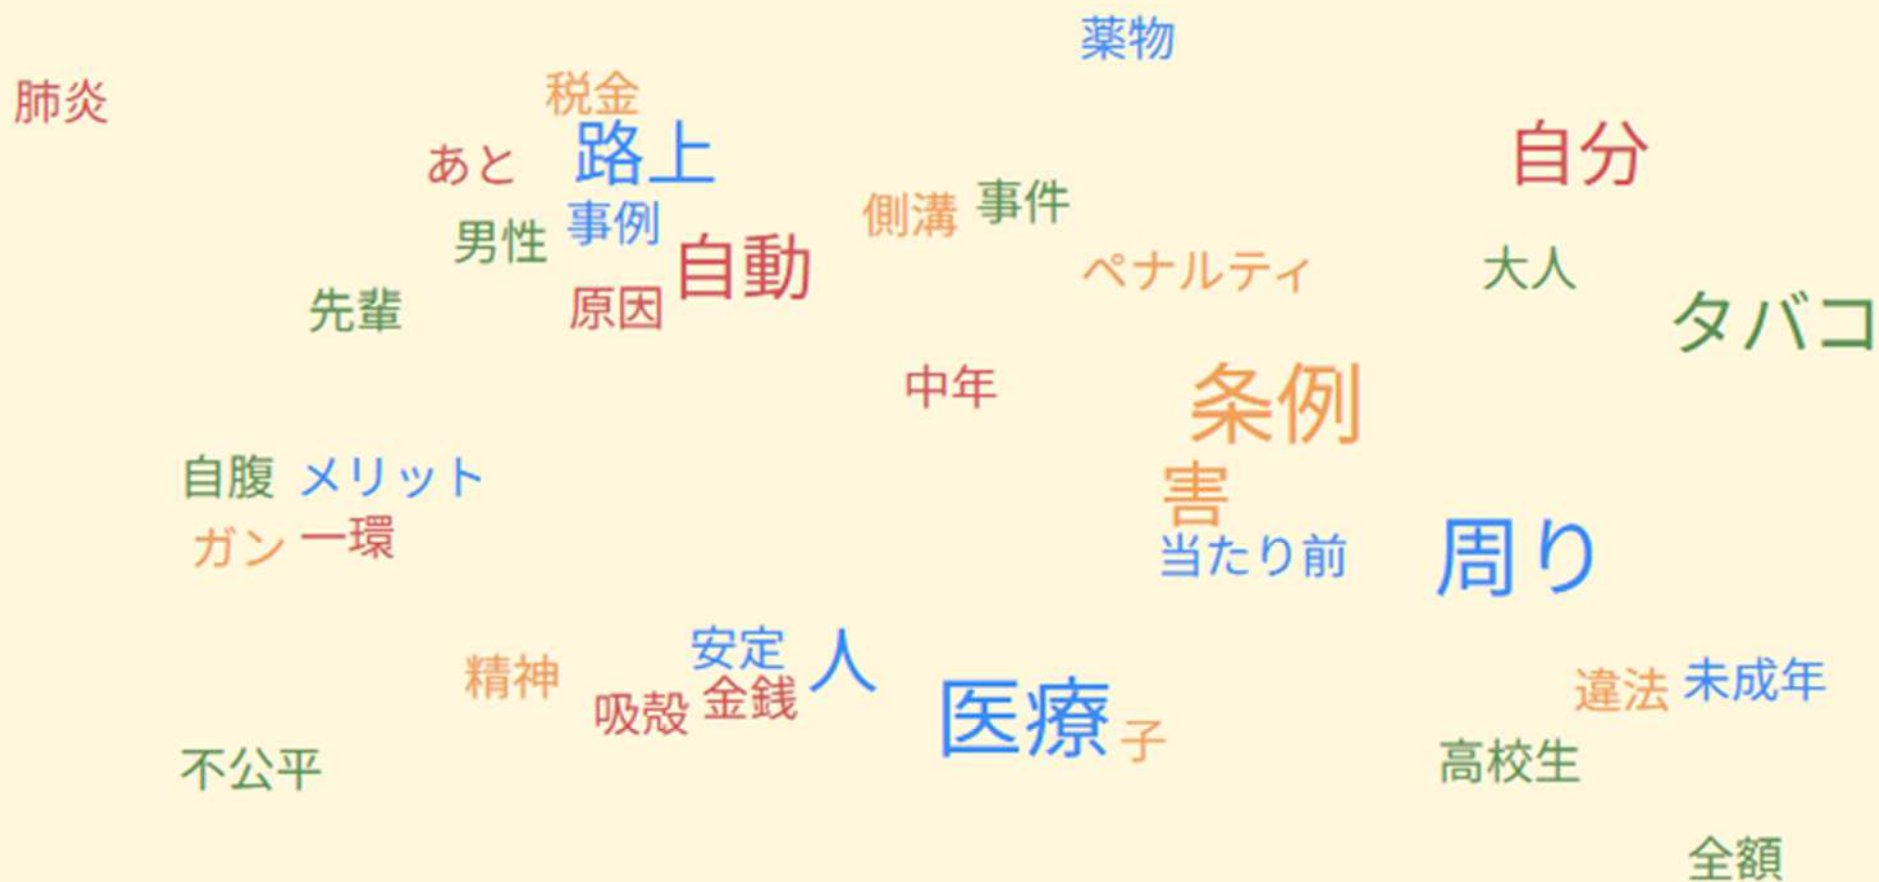 薬物
肺炎
税金
あと
路上
自分
男性
事例
側溝
事件
自動
ペナルティ
大人
先輩
原因
タバコ
中年
条例
自腹
メリット
害
ガン
一環
当たり前
周り
安定
人
精神
吸殻
金銭
医療
子
違法
未成年
不公平
高校生
全額